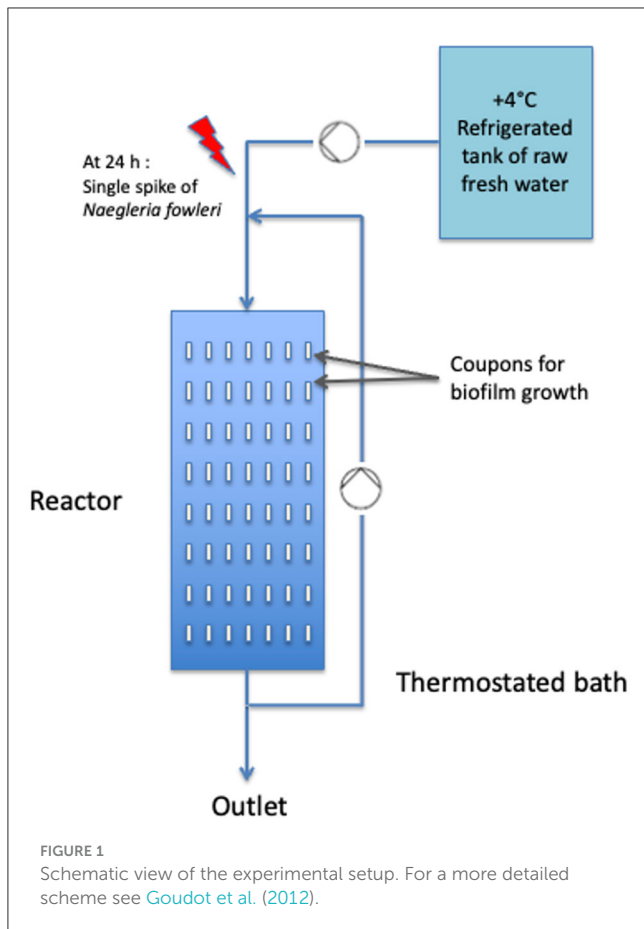 +4°C
Refrigerated
tank of raw
fresh water
At 24 h :
Single spike of
Naegleria fowleri
Coupons for
biofilm growth
Reactor
Thermostated bath
Outlet
FIGURE 1
Schematic view of the experimental setup. For a more detailed
scheme see Goudot et al. (2012).